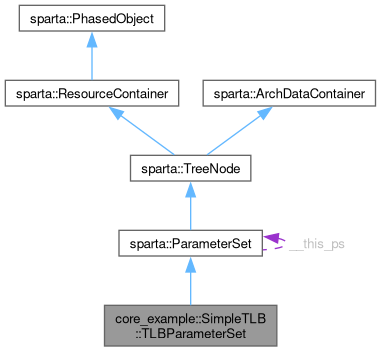 sparta::PhasedObject
sparta::ResourceContainer
sparta::ArchDataContainer
sparta::TreeNode
sparta::ParameterSet
__this_ps
core_example::SimpleTLB
::TLBParameterSet